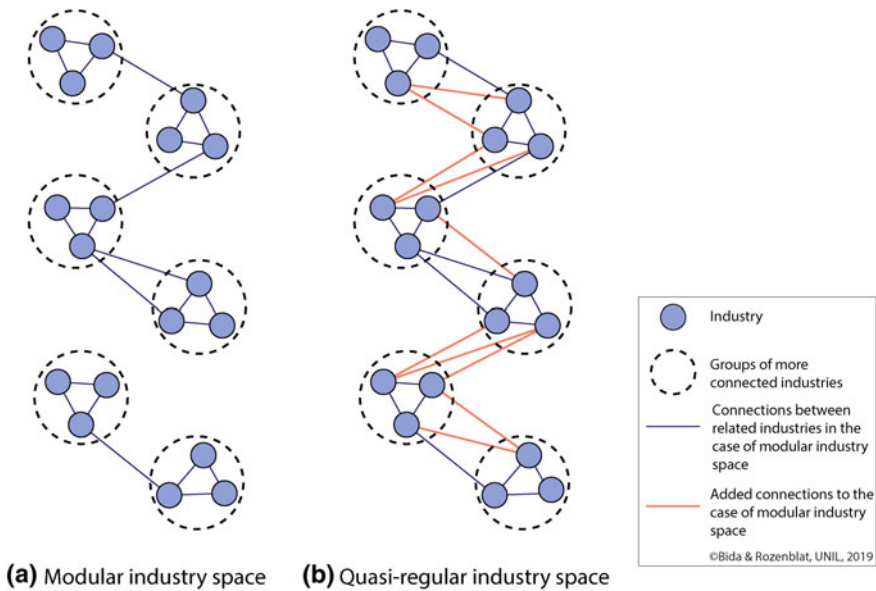 Industry
Groups of more
connected industries
Connections between
related industries in the
case of modular industry
space
Added connections to the
case of modular industry
space
©Bida & Rozenblat, UNIL, 2019
(a) Modular industry space
(b) Quasi-regular industry space